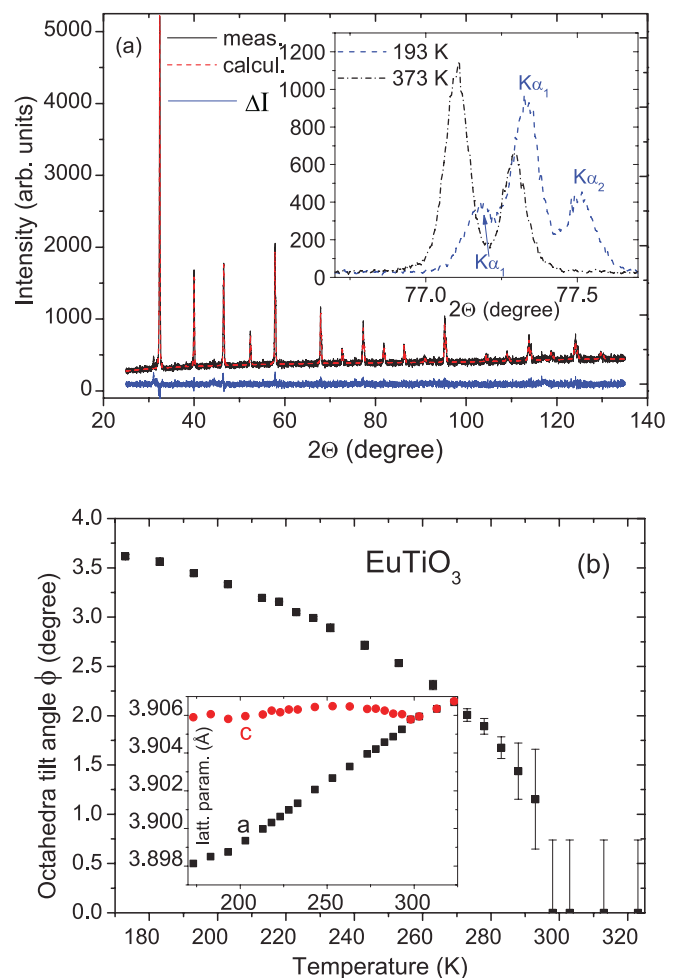 (a)
meas.
calcul.
ΔI
193 K
373 K
Kα1
Kα2
Kα1
1200
1000
800
600
400
200
0
77.0 77.5
2Θ (degree)
5000
4000
3000
2000
1000
0
Intensity (arb. units)
20 40 60 80 100 120 140
2Θ (degree)
(b)
EuTiO3
4.0
3.5
3.0
2.5
2.0
1.5
1.0
0.5
0.0
Octahedra tilt angle ϕ (degree)
3.906
3.904
3.902
3.900
3.898
latt. param. (Å)
c
a
200 250 300
180 200 220 240 260 280 300 320
Temperature (K)